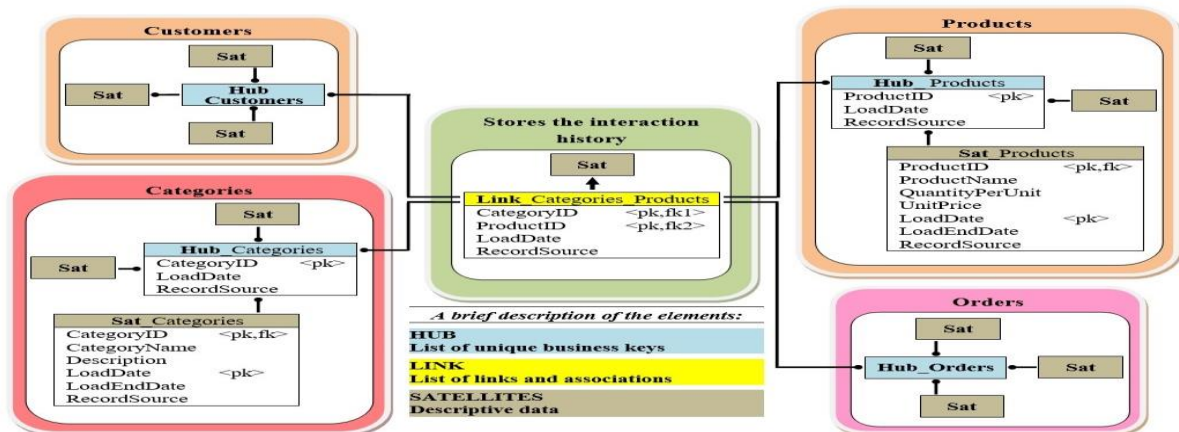 Customers
Sat
Sat
Hub
Customers
Sat
Categories
Sat
Hub_Categories
Sat
CategoryID <pk>
LoadDate
RecordSource
Sat_Categories
CategoryID <pk,fk>
CategoryName
Description
LoadDate <pk>
LoadEndDate
RecordSource
Stores the interaction
history
Sat
Link_Categories_Products
CategoryID <pk,fk1>
ProductID <pk,fk2>
LoadDate
RecordSource
A brief description of the elements:
HUB
List of unique business keys
LINK
List of links and associations
SATELLITES
Descriptive data
Products
Sat
Hub_Products
ProductID <pk>
LoadDate
RecordSource
Sat
Sat_Products
ProductID <pk,fk>
ProductName
QuantityPerUnit
UnitPrice
LoadDate <pk>
LoadEndDate
RecordSource
Orders
Sat
Hub_Orders
Sat
Sat